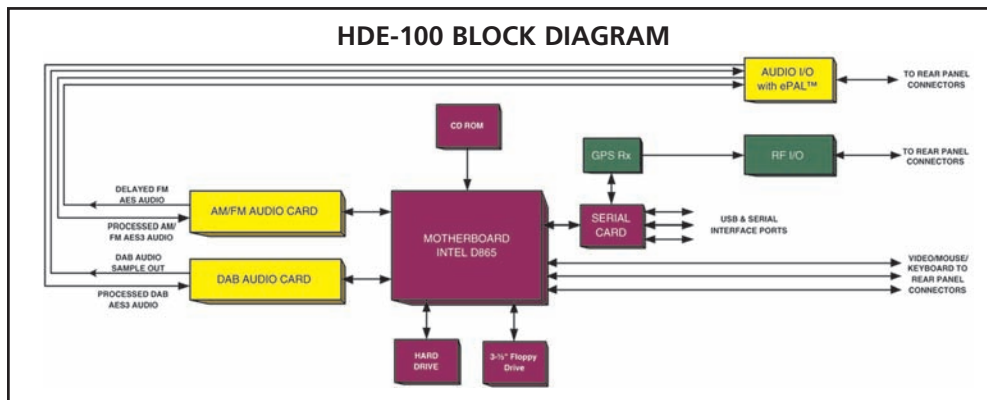 HDE-100 BLOCK DIAGRAM
AUDIO I/O
with ePAL™
TO REAR PANEL
CONNECTORS
CD ROM
GPS Rx
RF I/O
TO REAR PANEL
CONNECTORS
DELAYED FM
AES AUDIO
AM/FM AUDIO CARD
PROCESSED AM/
FM AES3 AUDIO
MOTHERBOARD
INTEL D865
SERIAL
CARD
USB & SERIAL
INTERFACE PORTS
DAB AUDIO
SAMPLE OUT
DAB AUDIO CARD
PROCESSED DAB
AES3 AUDIO
VIDEO/MOUSE/
KEYBOARD TO
REAR PANEL
CONNECTORS
HARD
DRIVE
3-½" Floppy
Drive